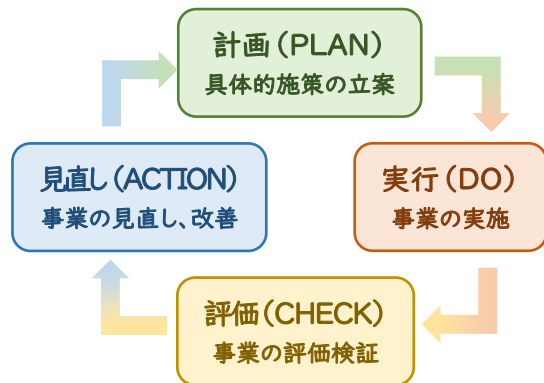 計画（PLAN）
具体的施策の立案
見直し（ACTION）
事業の見直し、改善
実行（DO）
事業の実施
評価（CHECK）
事業の評価検証